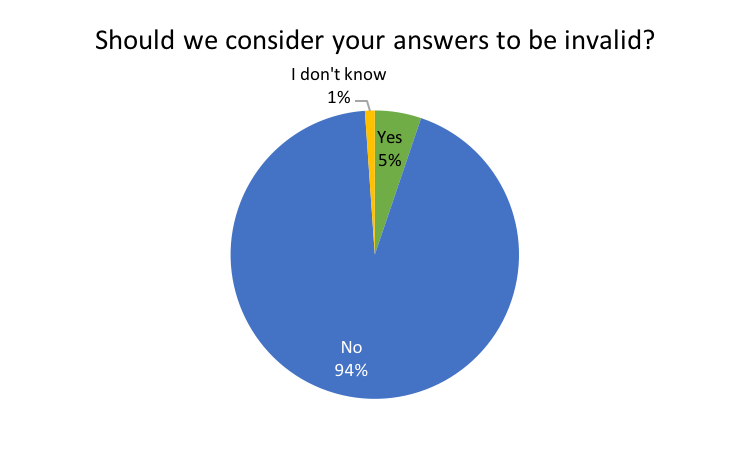 Should we consider your answers to be invalid?
I don't know
1%
Yes
5%
No
94%